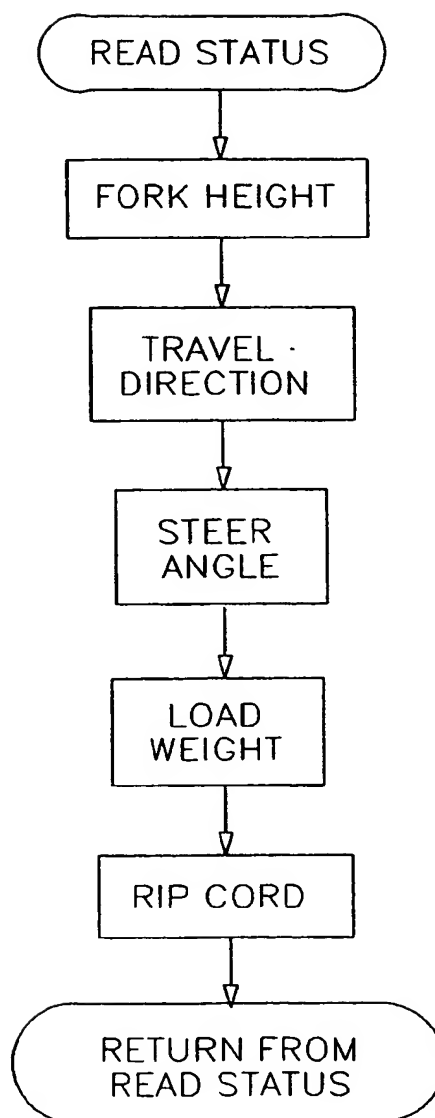 READ STATUS
FORK HEIGHT
TRAVEL ·
DIRECTION
STEER
ANGLE
LOAD
WEIGHT
RIP CORD
RETURN FROM
READ STATUS